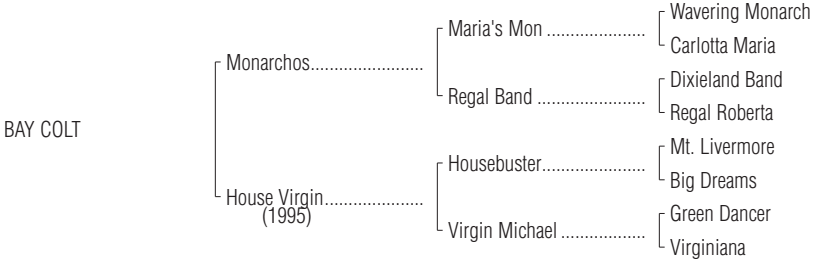 Wavering Monarch
Maria's Mon .....................
Carlotta Maria
Monarchos........................
Dixieland Band
Regal Band .......................
Regal Roberta
BAY COLT
Mt. Livermore
Housebuster......................
Big Dreams
House Virgin.....................
(1995)
Green Dancer
Virgin Michael ..................
Virginiana